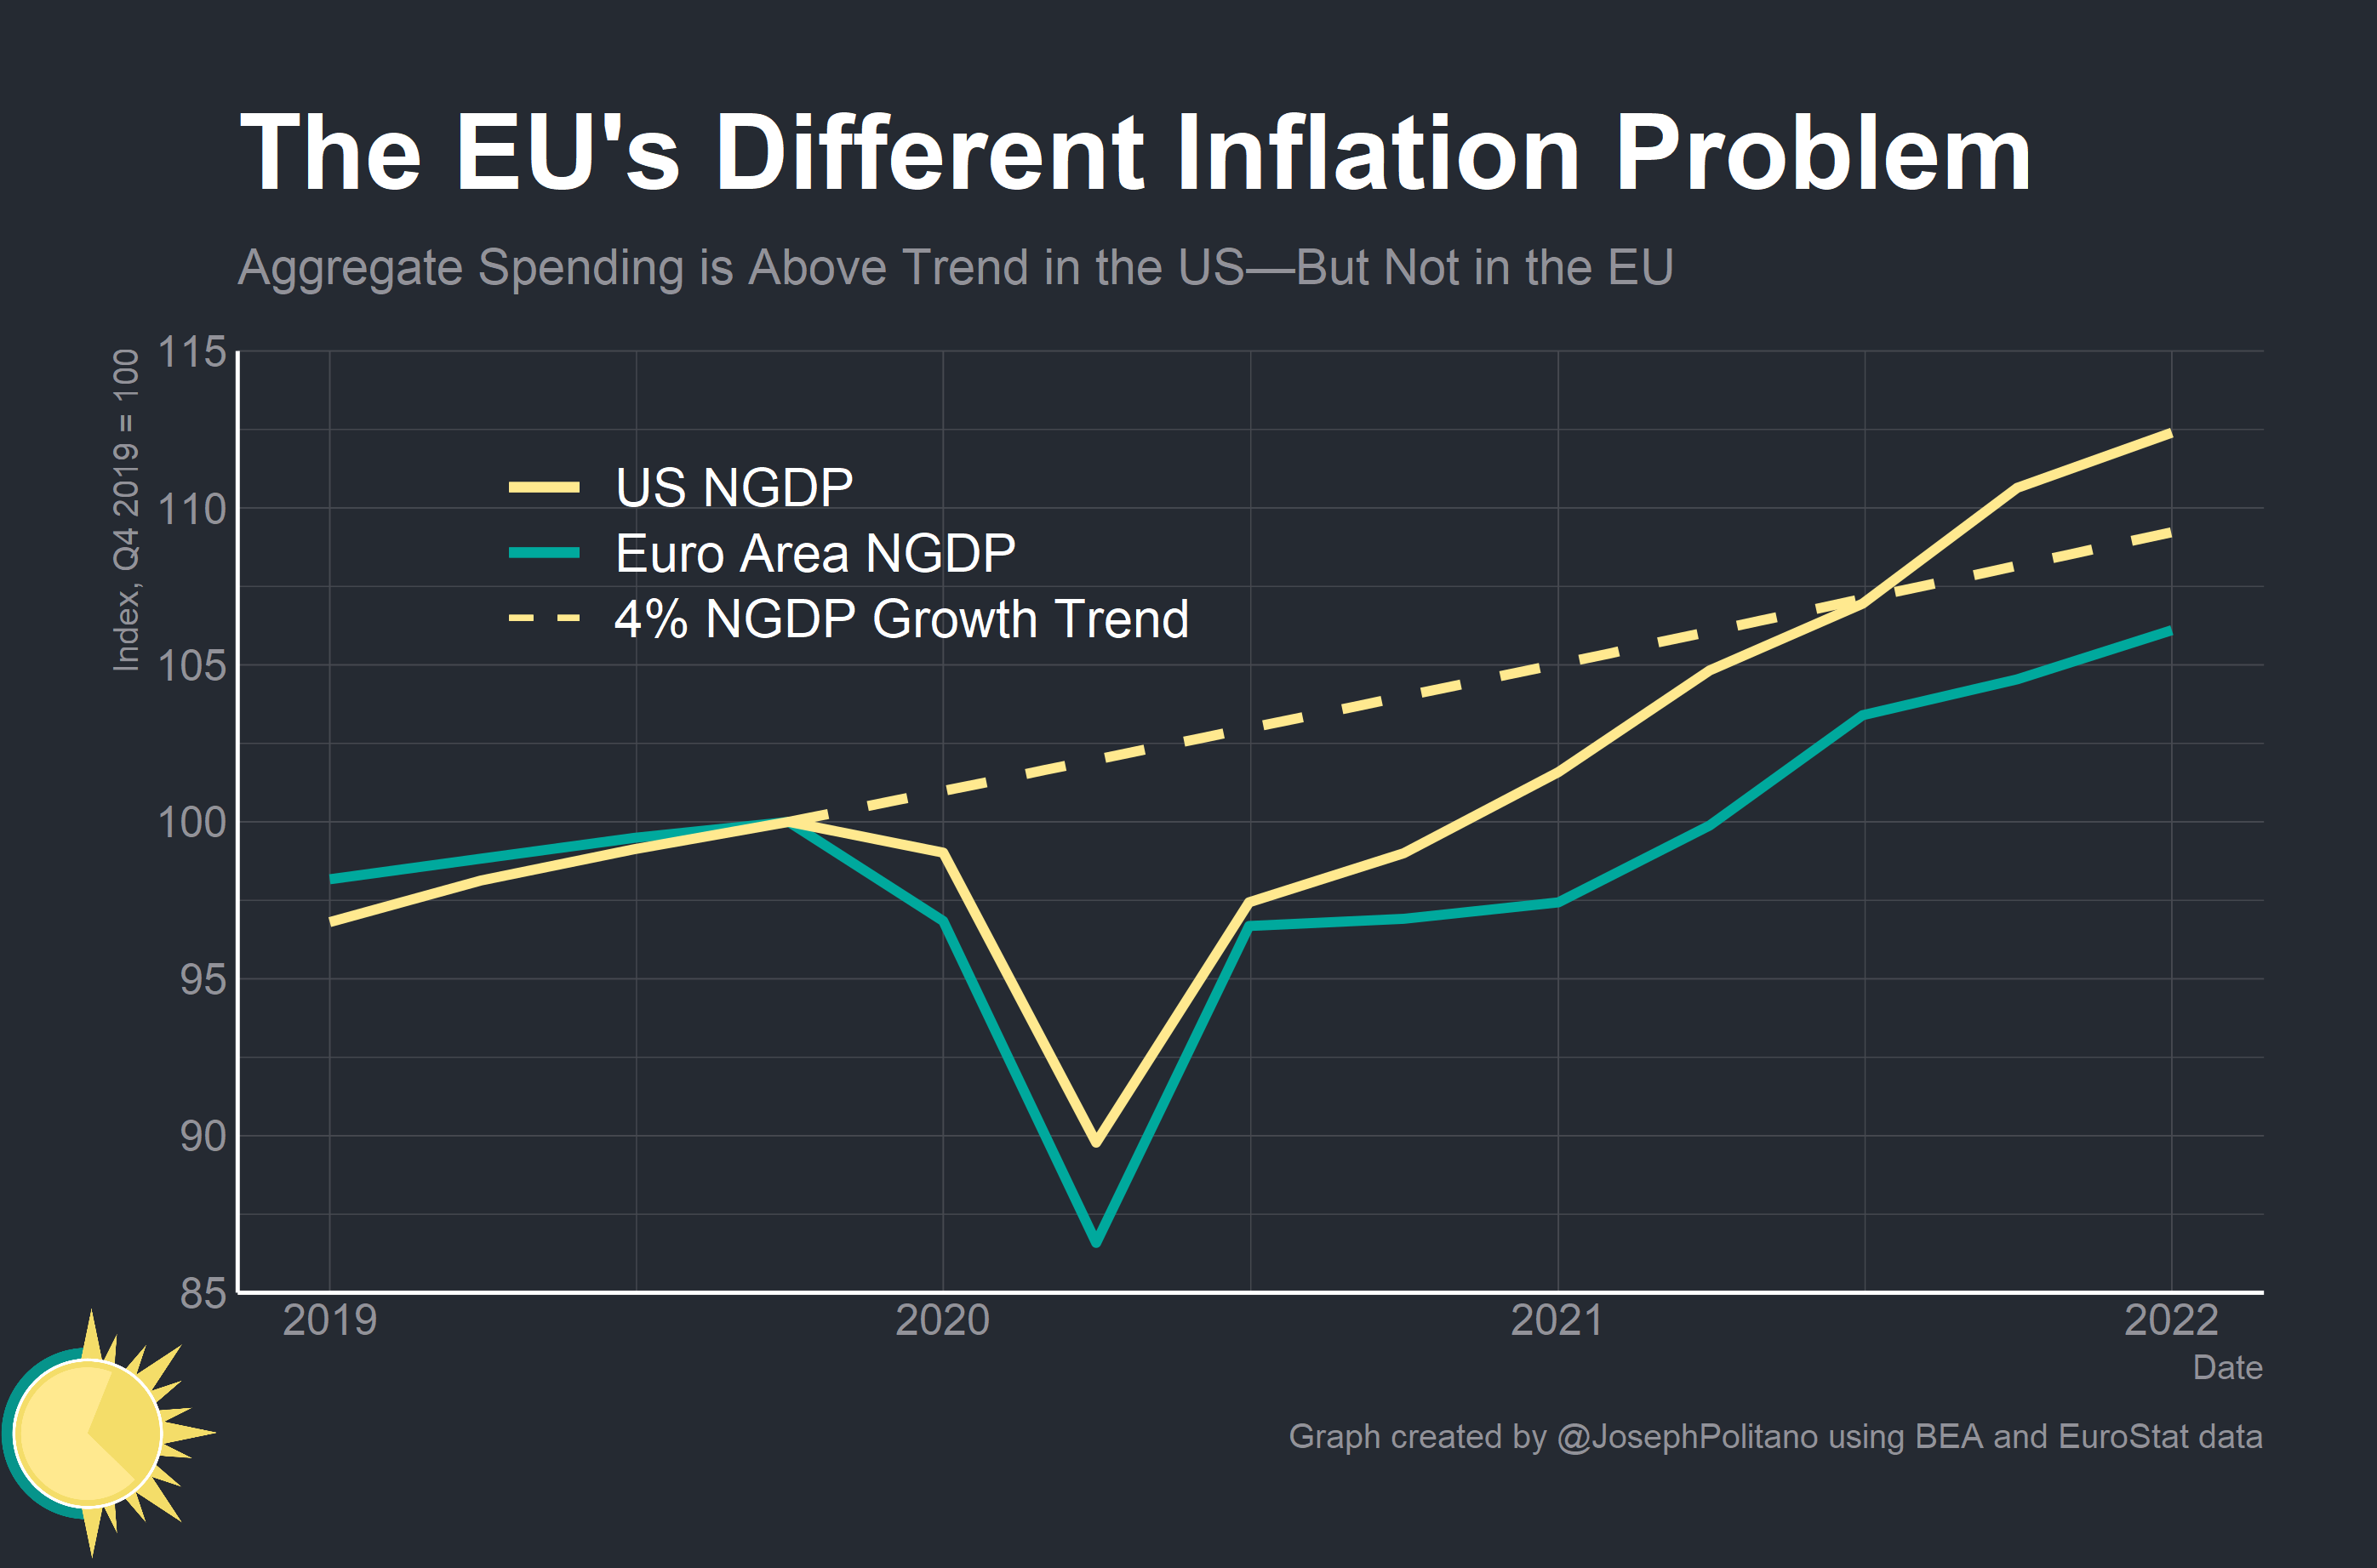 The EU's Different Inflation Problem
Aggregate Spending is Above Trend in the US—But Not in the EU
Index, Q4 2019 = 100
115
110
105
100
95
90
85
US NGDP
Euro Area NGDP
4% NGDP Growth Trend
2019
2020
2021
2022
Date
Graph created by @JosephPolitano using BEA and EuroStat data